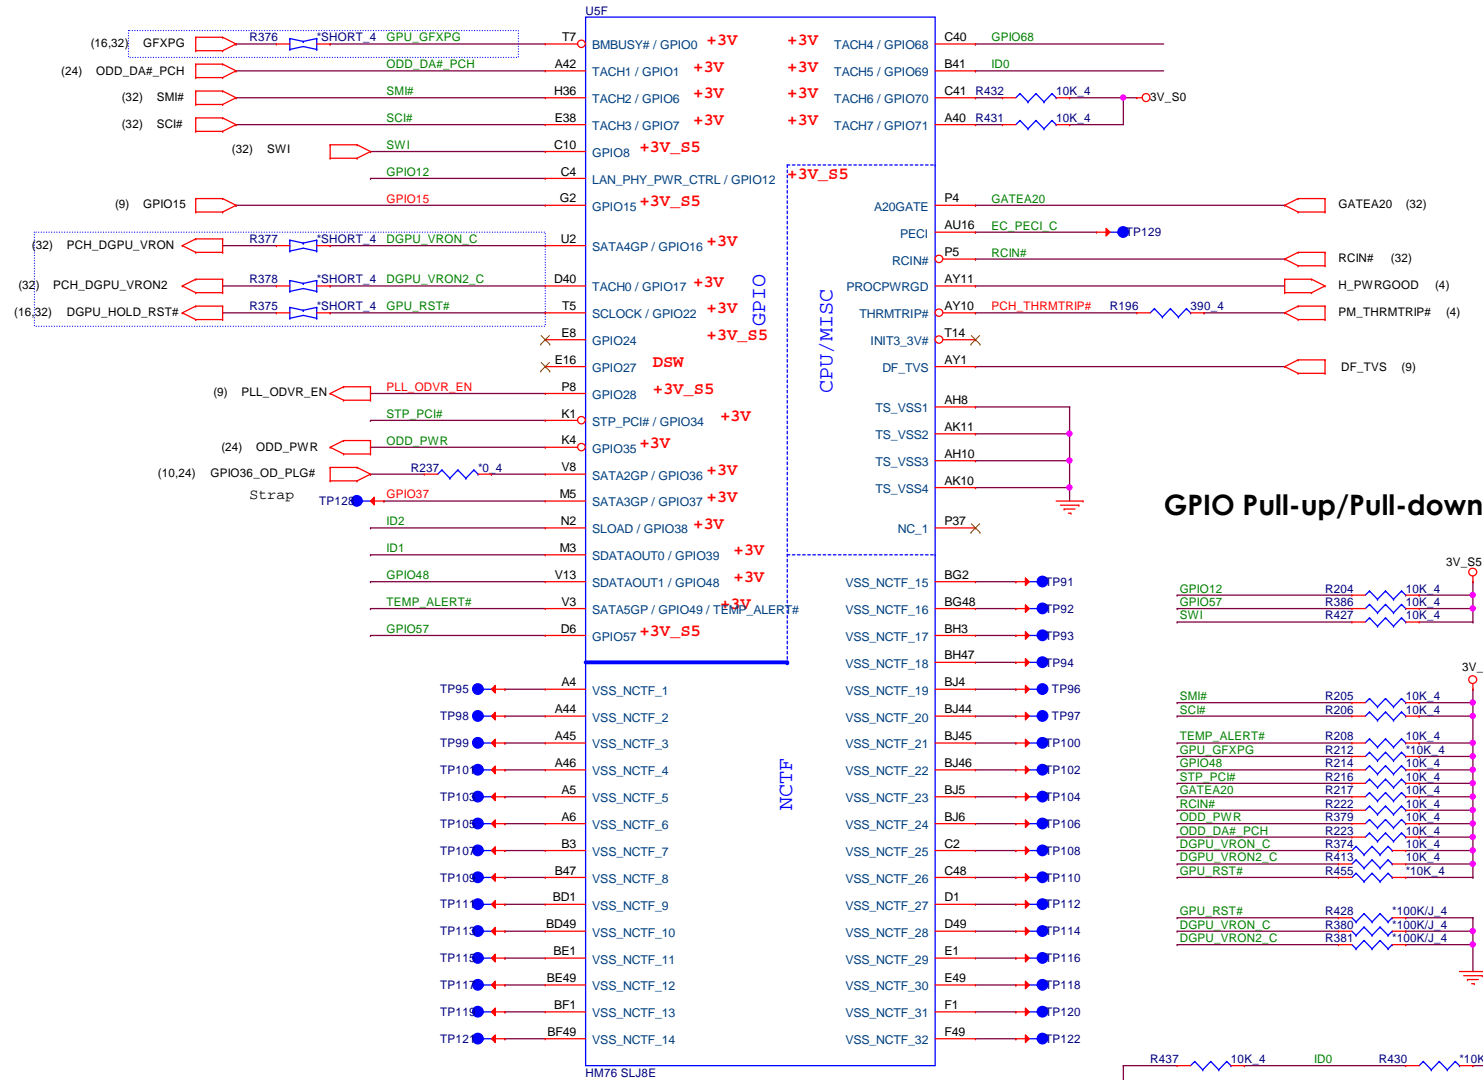 U5F
(16,32) GFXPG R376 *SHORT_4 GPU_GFXPG T7 BMBUSY# / GPIO0 +3V +3V TACH4 / GPIO68 C40 GPIO68
(24) ODD_DA#_PCH ODD_DA#_PCH A42 TACH1 / GPIO1 +3V +3V TACH5 / GPIO69 B41 ID0
(32) SMI# SMI# H36 TACH2 / GPIO6 +3V +3V TACH6 / GPIO70 C41 R432 10K_4 3V_S0
(32) SCI# SCI# E38 TACH3 / GPIO7 +3V +3V TACH7 / GPIO71 A40 R431 10K_4
(32) SWI SWI C10 GPIO8 +3V_S5
GPIO12 C4 LAN_PHY_PWR_CTRL / GPIO12 +3V_S5
(9) GPIO15 GPIO15 G2 GPIO15 +3V_S5 A20GATE P4 GATEA20 GATEA20 (32)
PECI AU16 EC_PECI_C TP129
(32) PCH_DGPU_VRON R377 *SHORT_4 DGPU_VRON_C U2 SATA4GP / GPIO16 +3V
RCIN# P5 RCIN# RCIN# (32)
(32) PCH_DGPU_VRON2 R378 *SHORT_4 DGPU_VRON2_C D40 TACH0 / GPIO17 +3V PROCPWRGD AY11 H_PWRGOOD (4)
(16,32) DGPU_HOLD_RST# R375 *SHORT_4 GPU_RST# T5 SCLOCK / GPIO22 +3V THRMTRIP# AY10 PCH_THRMTRIP# R196 390_4 PM_THRMTRIP# (4)
GPIO
CPU/MISC
E8 GPIO24 +3V_S5 INIT3_3V# T14
E16 GPIO27 DSW DF_TVS AY1 DF_TVS (9)
(9) PLL_ODVR_EN PLL_ODVR_EN P8 GPIO28 +3V_S5
TS_VSS1 AH8
STP_PCI# K1 STP_PCI# / GPIO34 +3V
TS_VSS2 AK11
(24) ODD_PWR ODD_PWR K4 GPIO35 +3V
TS_VSS3 AH10
(10,24) GPIO36_OD_PLG# R237 *0_4 V8 SATA2GP / GPIO36 +3V
TS_VSS4 AK10
Strap TP128 GPIO37 M5 SATA3GP / GPIO37 +3V
GPIO Pull-up/Pull-down
ID2 N2 SLOAD / GPIO38 +3V NC_1 P37
ID1 M3 SDATAOUT0 / GPIO39 +3V
3V_S5
GPIO48 V13 SDATAOUT1 / GPIO48 +3V VSS_NCTF_15 BG2 TP91
GPIO12 R204 10K_4
TEMP_ALERT# V3 SATA5GP / GPIO49 / TEMP_ALERT# +3V VSS_NCTF_16 BG48 TP92
GPIO57 R386 10K_4
SWI R427 10K_4
GPIO57 D6 GPIO57 +3V_S5 VSS_NCTF_17 BH3 TP93
VSS_NCTF_18 BH47 TP94
3V_
TP95 A4 VSS_NCTF_1 VSS_NCTF_19 BJ4 TP96
SMI# R205 10K_4
SCI# R206 10K_4
TP98 A44 VSS_NCTF_2 VSS_NCTF_20 BJ44 TP97
TP99 A45 VSS_NCTF_3 VSS_NCTF_21 BJ45 TP100
TEMP_ALERT# R208 10K_4
GPU_GFXPG R212 *10K_4
TP101 A46 VSS_NCTF_4 VSS_NCTF_22 BJ46 TP102
GPIO48 R214 10K_4
STP_PCI# R216 10K_4
GATEA20 R217 10K_4
TP103 A5 VSS_NCTF_5 VSS_NCTF_23 BJ5 TP104
RCIN# R222 10K_4
ODD_PWR R379 10K_4
TP105 A6 VSS_NCTF_6 VSS_NCTF_24 BJ6 TP106
ODD_DA#_PCH R223 10K_4
DGPU_VRON_C R374 10K_4
TP107 B3 VSS_NCTF_7 VSS_NCTF_25 C2 TP108
DGPU_VRON2_C R413 10K_4
GPU_RST# R455 *10K_4
NCTF
TP109 B47 VSS_NCTF_8 VSS_NCTF_26 C48 TP110
TP111 BD1 VSS_NCTF_9 VSS_NCTF_27 D1 TP112
GPU_RST# R428 *100K/J_4
DGPU_VRON_C R380 *100K/J_4
TP113 BD49 VSS_NCTF_10 VSS_NCTF_28 D49 TP114
DGPU_VRON2_C R381 *100K/J_4
TP115 BE1 VSS_NCTF_11 VSS_NCTF_29 E1 TP116
TP117 BE49 VSS_NCTF_12 VSS_NCTF_30 E49 TP118
TP119 BF1 VSS_NCTF_13 VSS_NCTF_31 F1 TP120
TP121 BF49 VSS_NCTF_14 VSS_NCTF_32 F49 TP122
R437 10K_4 ID0 R430 *10K
HM76 SLJ8E